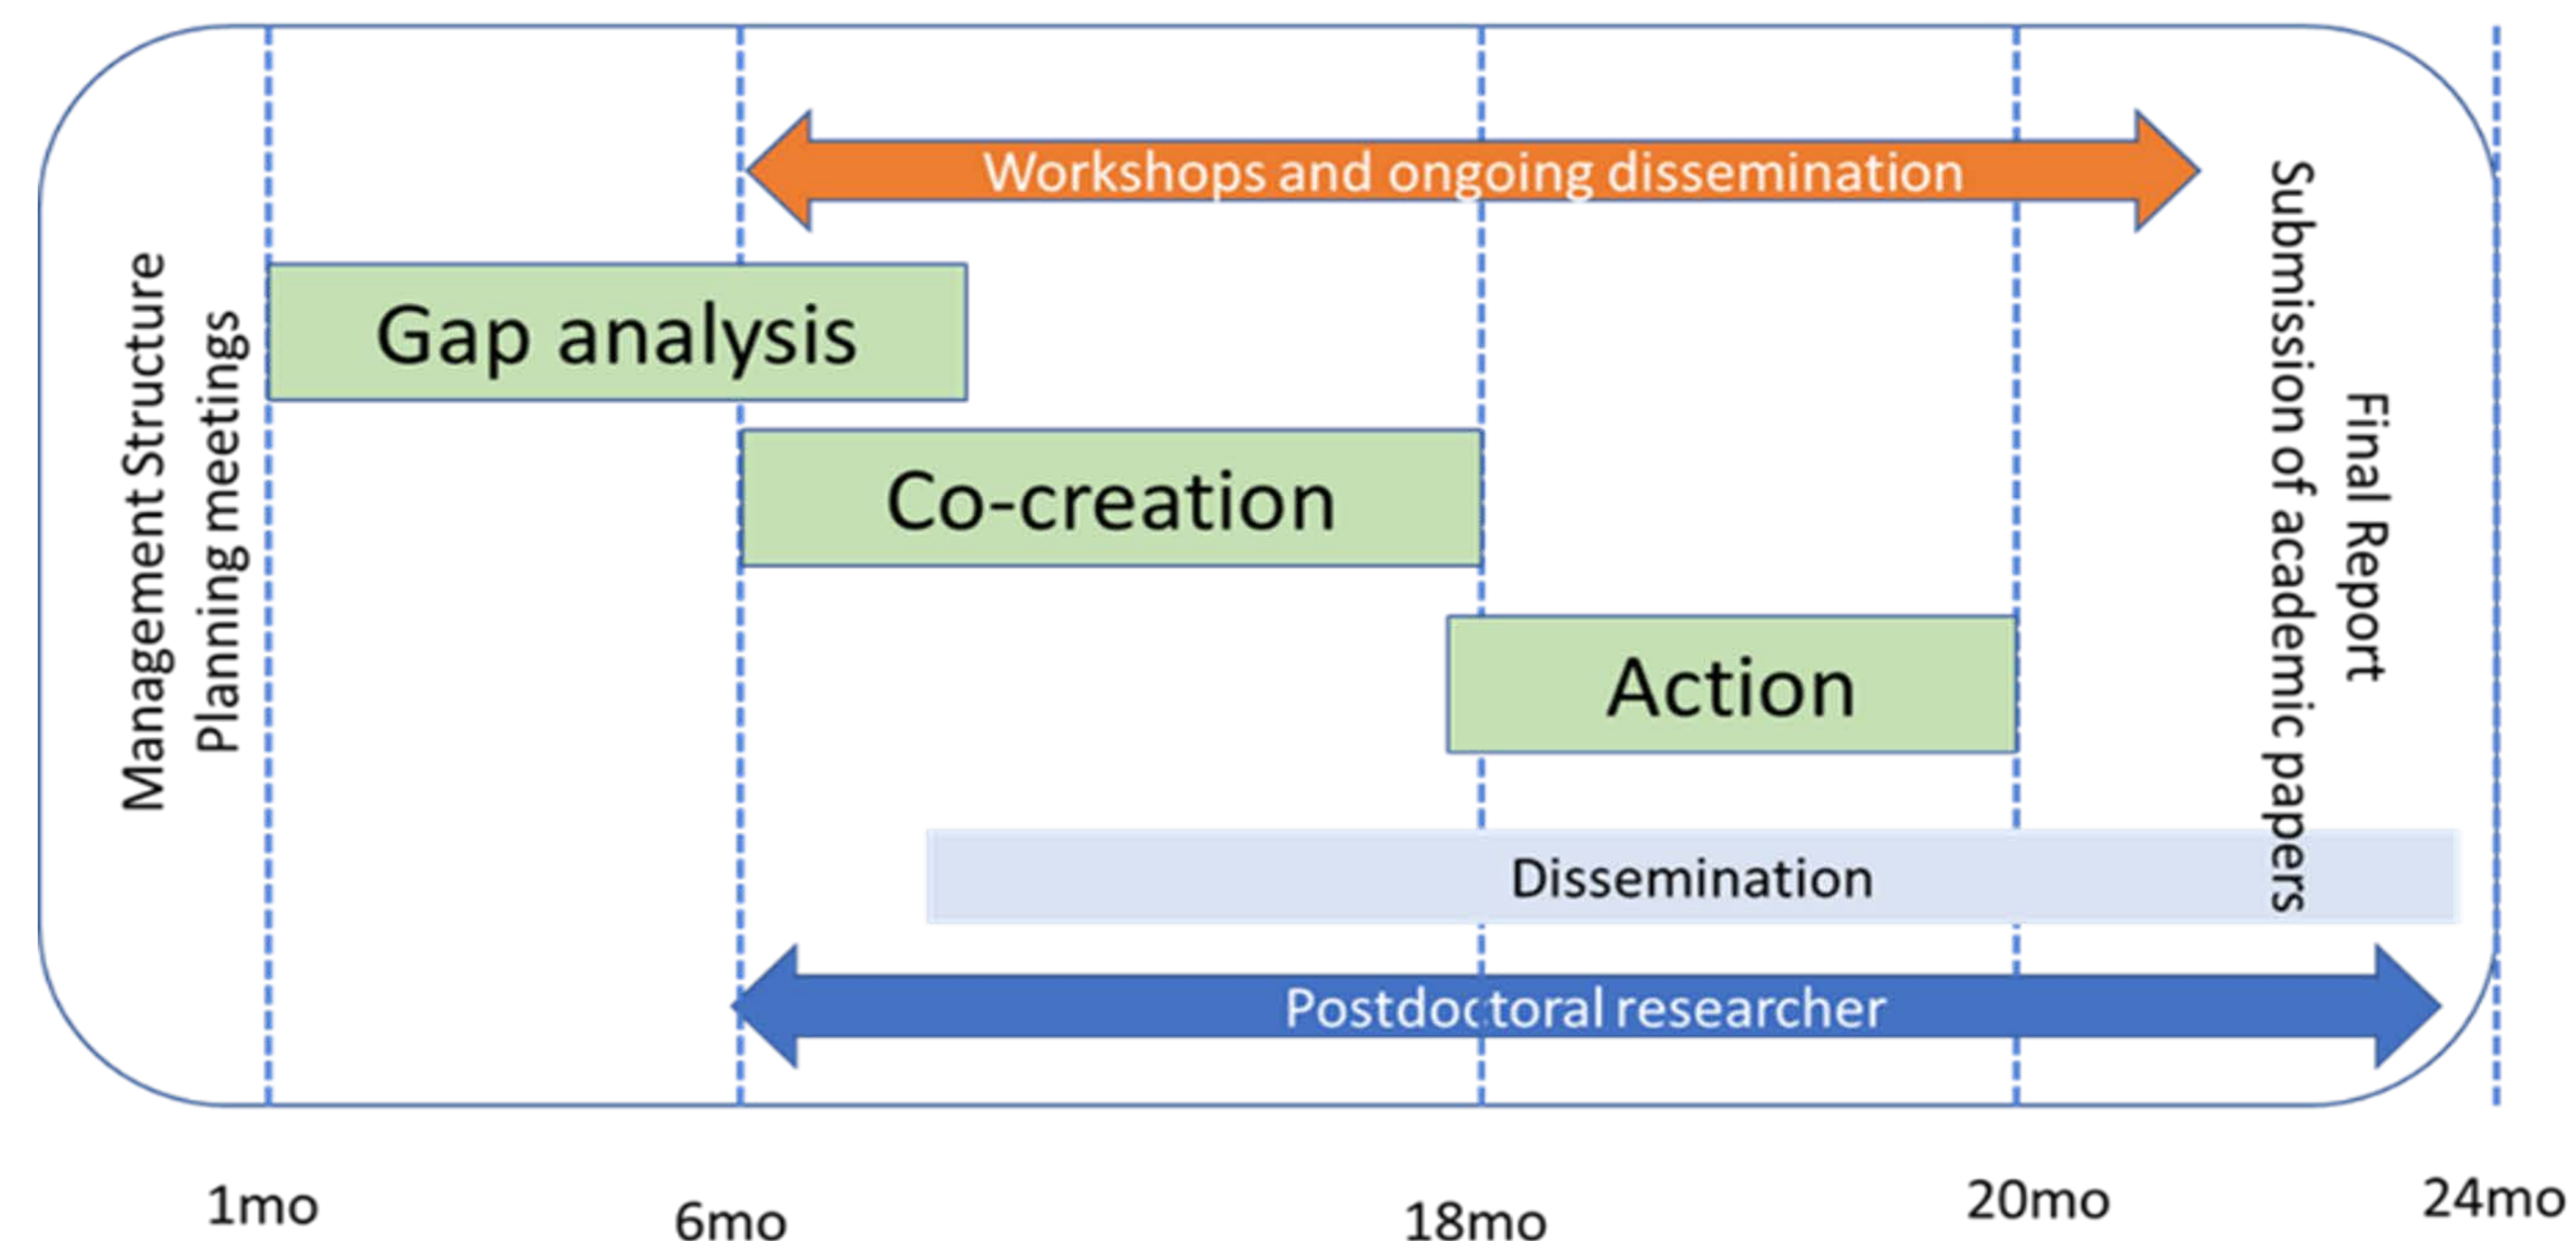 Management Structure
Planning meetings
Workshops and ongoing dissemination
Gap analysis
Co-creation
Action
Dissemination
Postdoctoral researcher
Final Report
Submission of academic papers
1mo
6mo
18mo
20mo
24mo